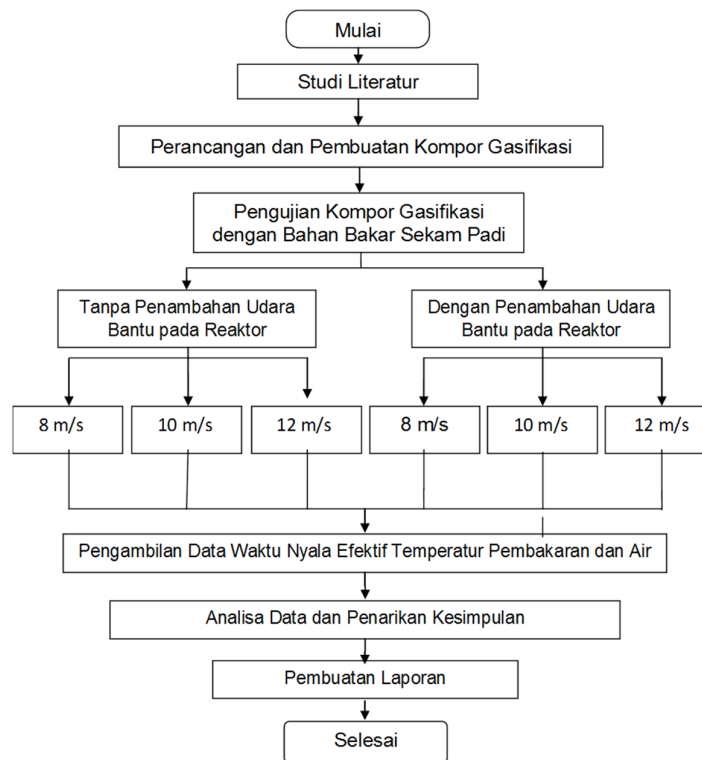 Mulai
Studi Literatur
Perancangan dan Pembuatan Kompor Gasifikasi
Pengujian Kompor Gasifikasi
dengan Bahan Bakar Sekam Padi
Tanpa Penambahan Udara
Bantu pada Reaktor
Dengan Penambahan Udara
Bantu pada Reaktor
8 m/s
10 m/s
12 m/s
8 m/s
10 m/s
12 m/s
Pengambilan Data Waktu Nyala Efektif Temperatur Pembakaran dan Air
Analisa Data dan Penarikan Kesimpulan
Pembuatan Laporan
Selesai